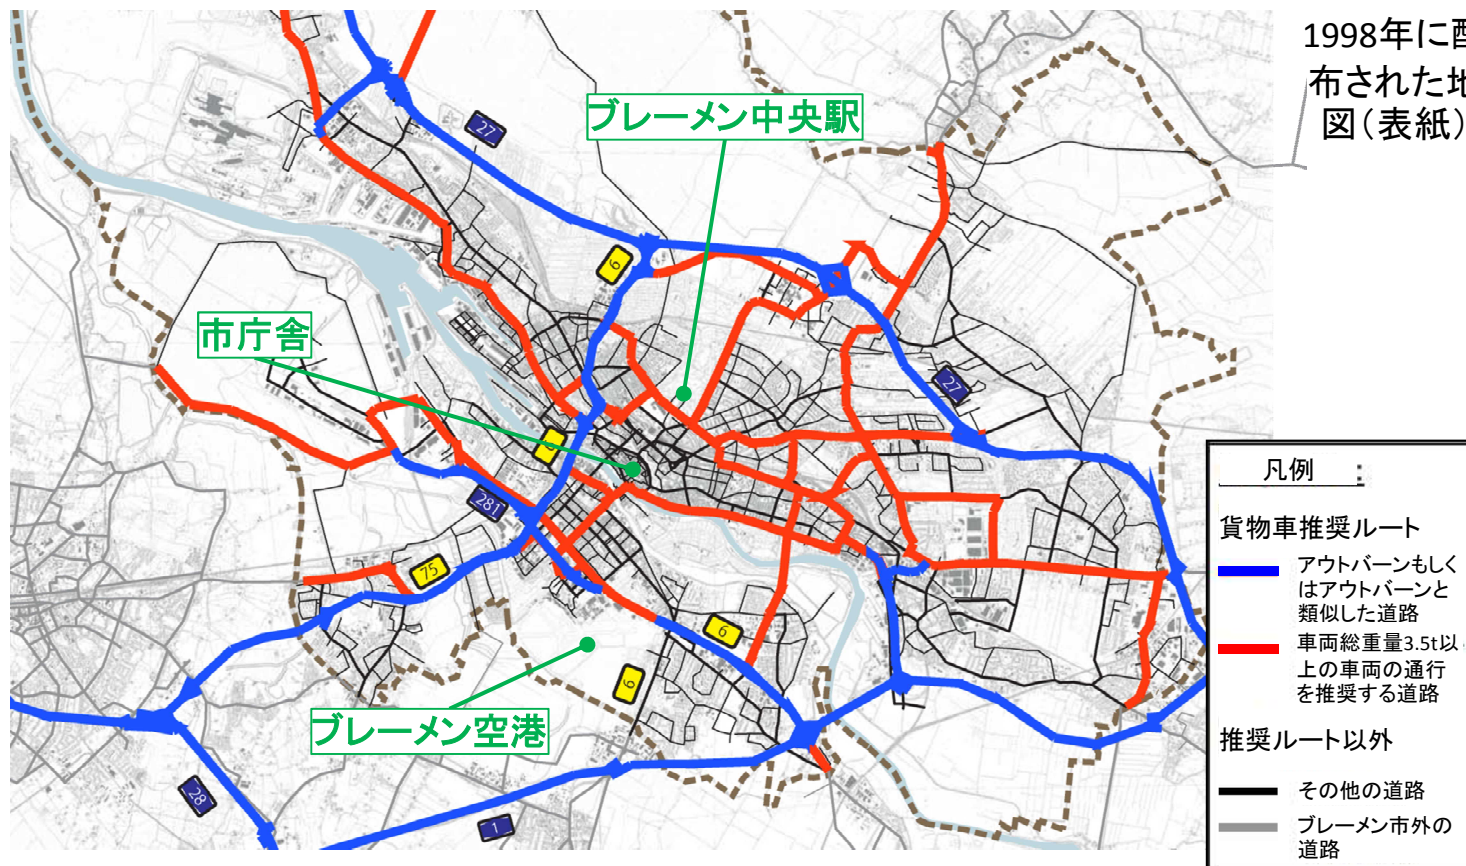 1998年に配
布された地
図(表紙)
27
ブレーメン中央駅
6
市庁舎
27
281
75
6
6
ブレーメン空港
28
1
凡例 :
貨物車推奨ルート
アウトバーンもしく
はアウトバーンと
類似した道路
車両総重量3.5t以
上の車両の通行
を推奨する道路
推奨ルート以外
その他の道路
ブレーメン市外の
道路